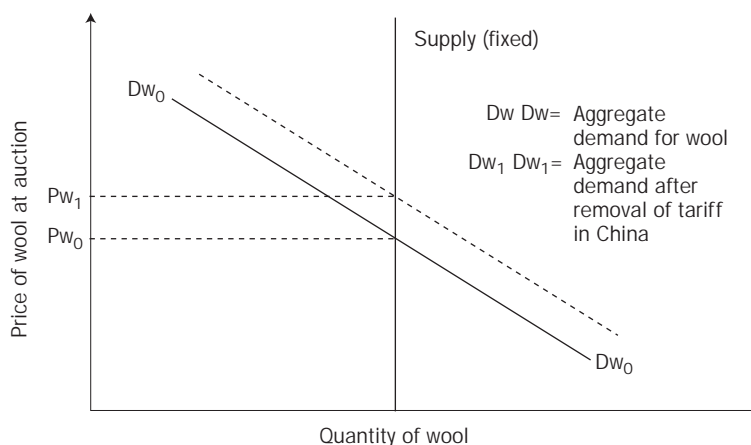 Supply (fixed)
Dw₀
Dw Dw= Aggregate
demand for wool
Dw₁ Dw₁= Aggregate
demand after
removal of tariff
in China
Price of wool at auction
Pw₁
Pw₀
Dw₀
Quantity of wool